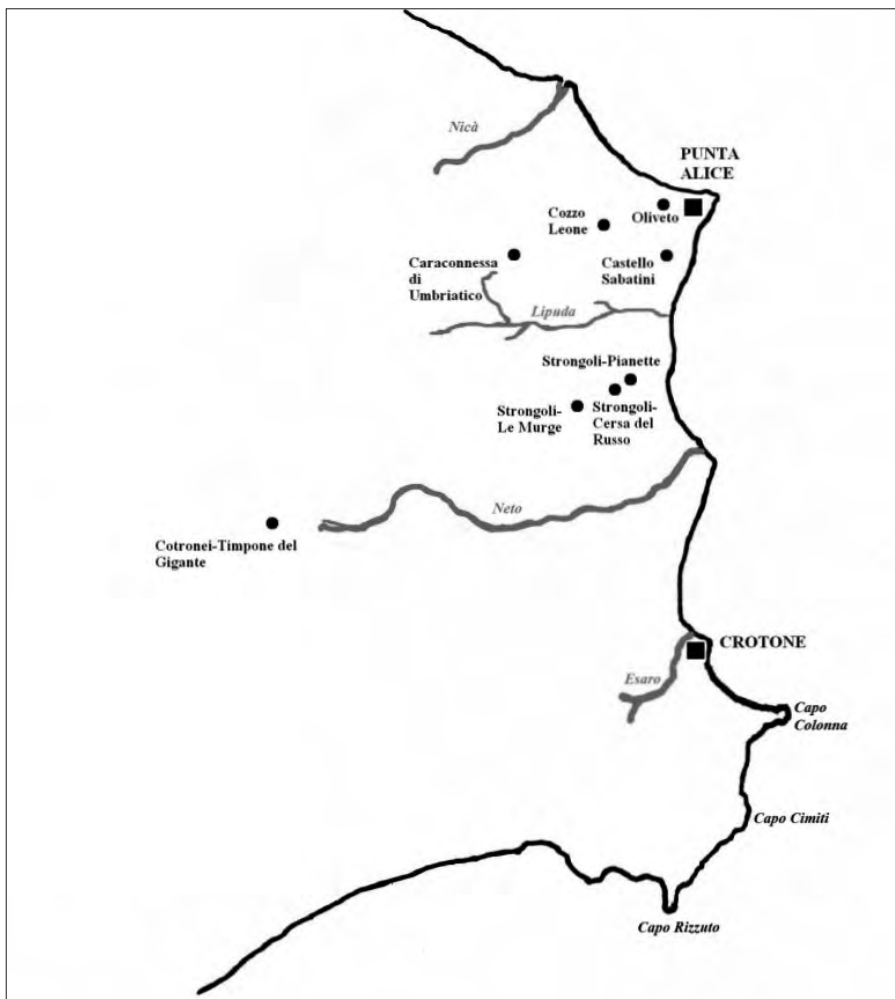 Nicà
PUNTA
ALICE
Oliveto
Cozzo
Leone
Caraconnessa
di
Umbriatico
Castello
Sabatini
Lipuda
Strongoli-Pianette
Strongoli-
Le Murge
Strongoli-
Cersa del
Russo
Neto
Cotronei-Timpone del
Gigante
CROTONE
Esaro
Capo
Colonna
Capo Cimiti
Capo Rizzuto